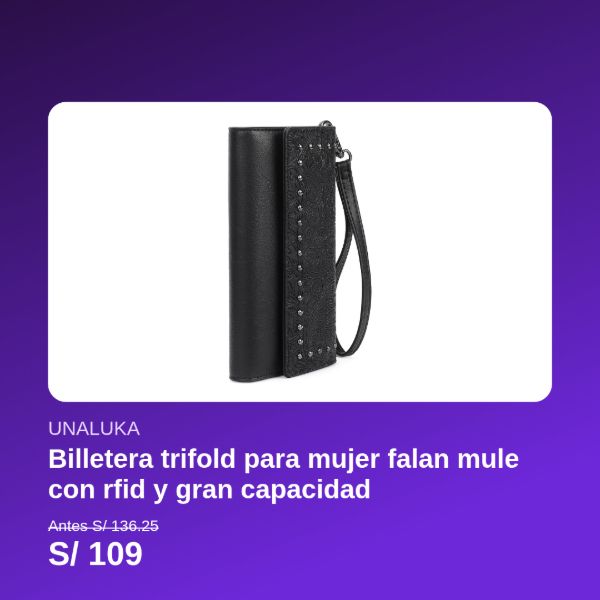 UNALUKA
Billetera trifold para mujer falan mule
con rfid y gran capacidad
Antes S/ 136.25
S/ 109